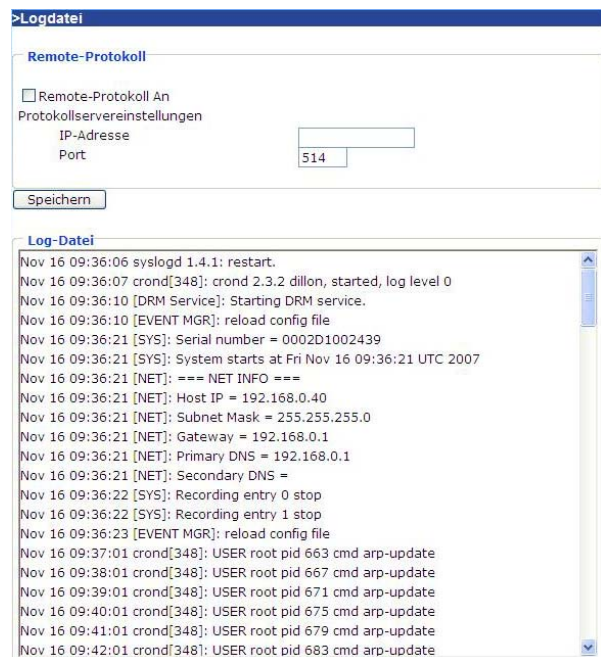 >Logdatei
Remote-Protokoll
Remote-Protokoll An
Protokollservereinstellungen
IP-Adresse
Port 514
Speichern
Log-Datei
Nov 16 09:36:06 syslogd 1.4.1: restart.
Nov 16 09:36:07 crond[348]: crond 2.3.2 dillon, started, log level 0
Nov 16 09:36:10 [DRM Service]: Starting DRM service.
Nov 16 09:36:10 [EVENT MGR]: reload config file
Nov 16 09:36:21 [SYS]: Serial number = 0002D1002439
Nov 16 09:36:21 [SYS]: System starts at Fri Nov 16 09:36:21 UTC 2007
Nov 16 09:36:21 [NET]: === NET INFO ===
Nov 16 09:36:21 [NET]: Host IP = 192.168.0.40
Nov 16 09:36:21 [NET]: Subnet Mask = 255.255.255.0
Nov 16 09:36:21 [NET]: Gateway = 192.168.0.1
Nov 16 09:36:21 [NET]: Primary DNS = 192.168.0.1
Nov 16 09:36:21 [NET]: Secondary DNS =
Nov 16 09:36:22 [SYS]: Recording entry 0 stop
Nov 16 09:36:22 [SYS]: Recording entry 1 stop
Nov 16 09:36:23 [EVENT MGR]: reload config file
Nov 16 09:37:01 crond[348]: USER root pid 663 cmd arp-update
Nov 16 09:38:01 crond[348]: USER root pid 667 cmd arp-update
Nov 16 09:39:01 crond[348]: USER root pid 671 cmd arp-update
Nov 16 09:40:01 crond[348]: USER root pid 675 cmd arp-update
Nov 16 09:41:01 crond[348]: USER root pid 679 cmd arp-update
Nov 16 09:42:01 crond[348]: USER root pid 683 cmd arp-update